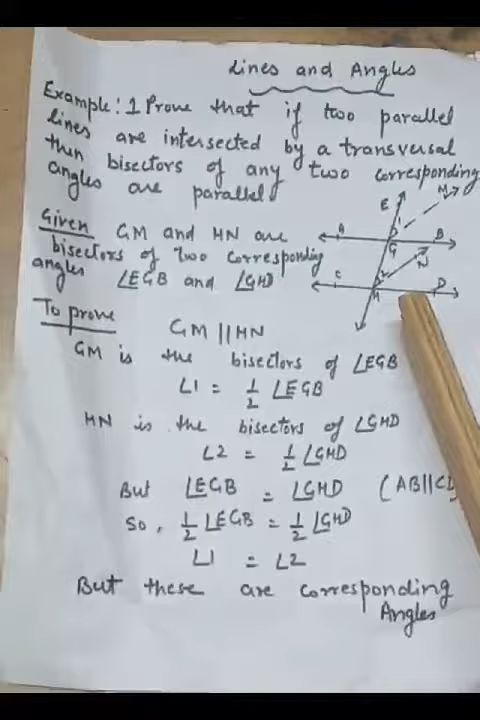 Lines and Angles
Example: 1 Prove that if two parallel
lines are intersected by a transversal
then bisectors of any two corresponding
angles are parallel
Given GM and HN are
bisectors of two corresponding
angles ∠EGB and ∠GHD
E
M
A
B
G
N
C
D
H
To prove GM || HN
GM is the bisectors of ∠EGB
∠1 = 1/2 ∠EGB
HN is the bisectors of ∠GHD
∠2 = 1/2 ∠GHD
But ∠EGB = ∠GHD (AB||CD
So, 1/2 ∠EGB = 1/2 ∠GHD
∠1 = ∠2
But these are corresponding
Angles